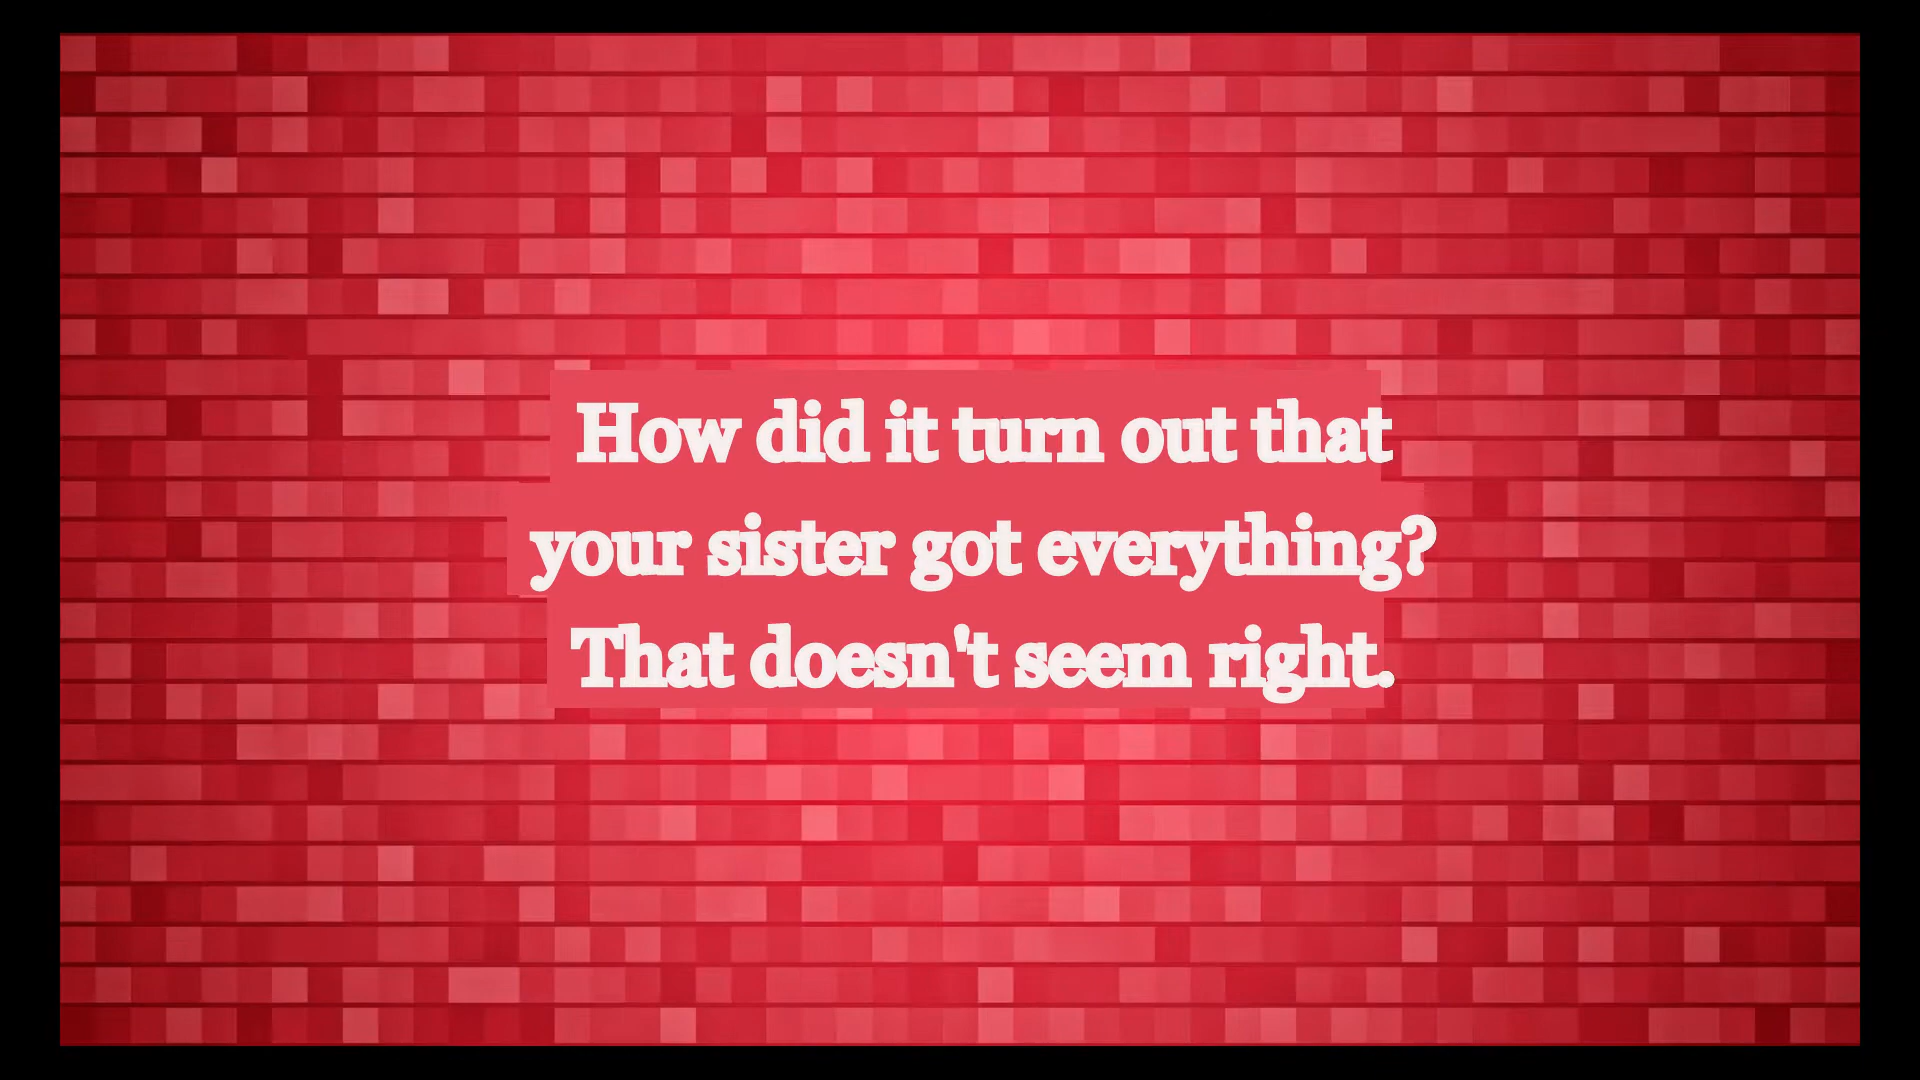 How did it turn out that
your sister got everything?
That doesn't seem right.